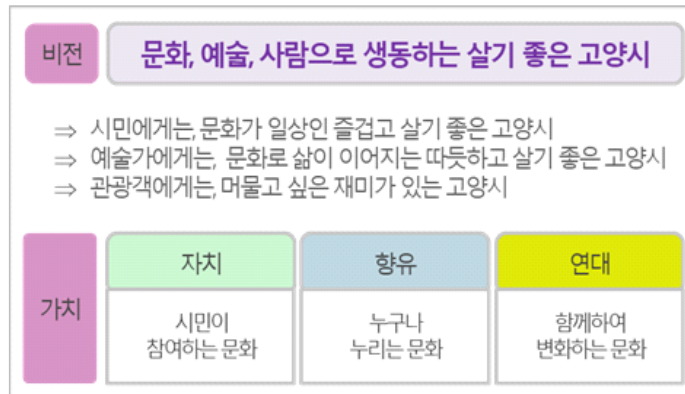 비전
문화, 예술, 사람으로 생동하는 살기 좋은 고양시
⇒ 시민에게는, 문화가 일상인 즐겁고 살기 좋은 고양시
⇒ 예술가에게는, 문화로 삶이 이어지는 따듯하고 살기 좋은 고양시
⇒ 관광객에게는, 머물고 싶은 재미가 있는 고양시
가치
자치
시민이
참여하는 문화
향유
누구나
누리는 문화
연대
함께하여
변화하는 문화